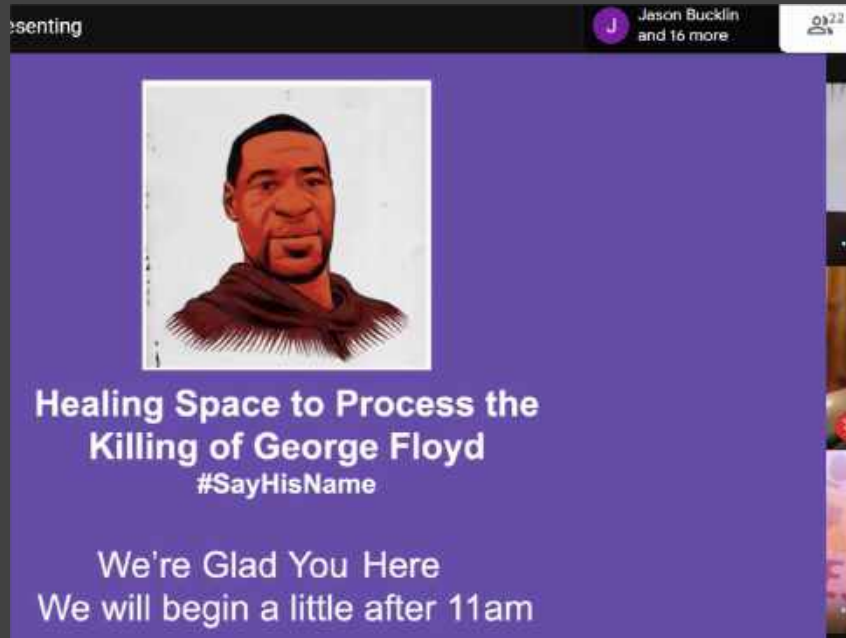 esenting
J
Jason Bucklin
and 16 more
22
Healing Space to Process the
Killing of George Floyd
#SayHisName
We're Glad You Here
We will begin a little after 11am